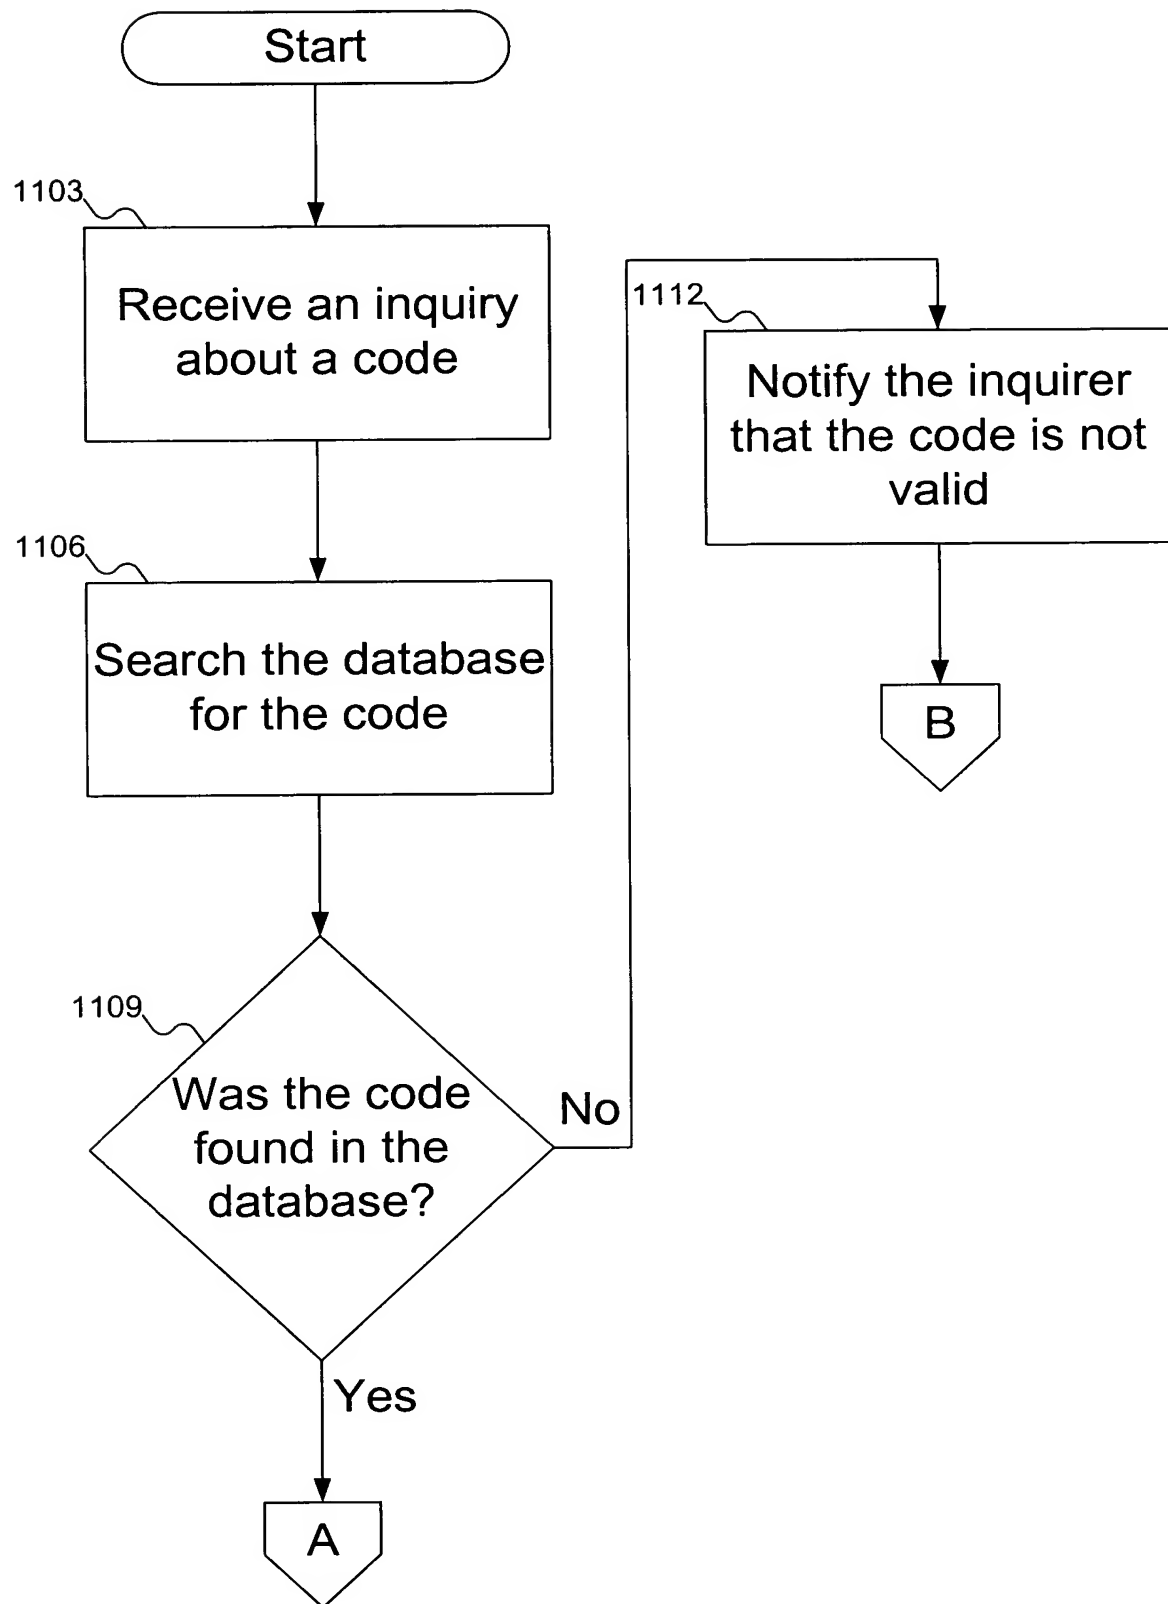 Start
1103
Receive an inquiry
about a code
1106
Search the database
for the code
1109
Was the code
found in the
database?
No
Yes
A
1112
Notify the inquirer
that the code is not
valid
B